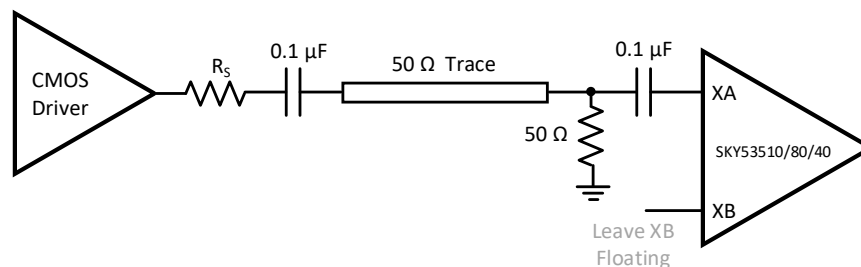 CMOS
Driver
RS
0.1 µF
50 Ω Trace
50 Ω
0.1 µF
XA
SKY53510/80/40
XB
Leave XB
Floating